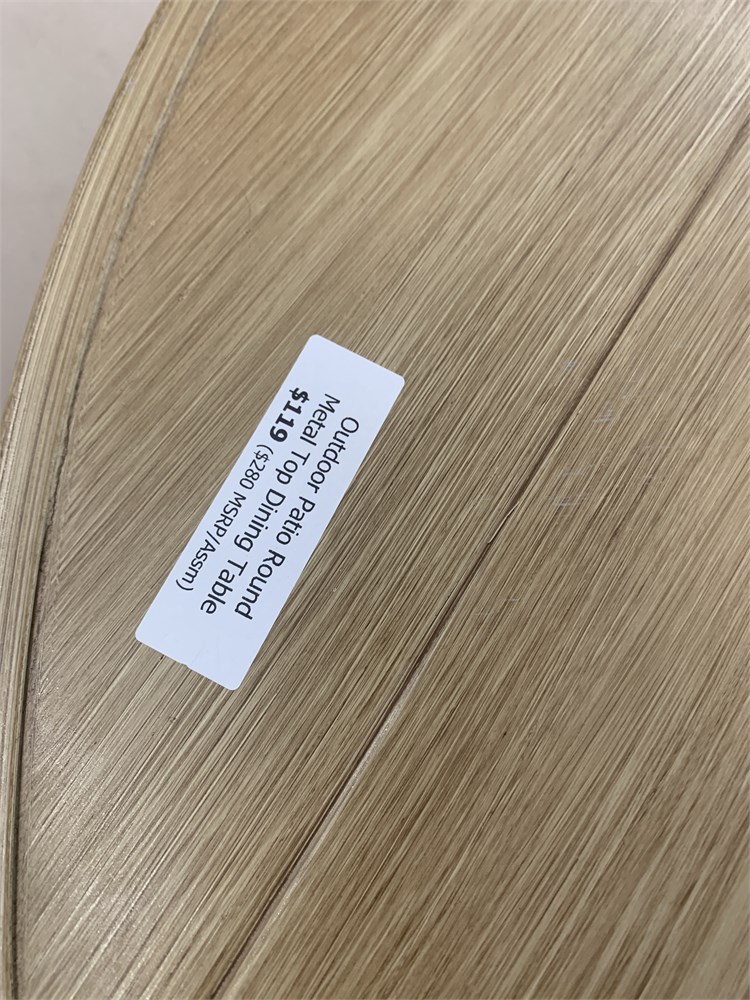 Outdoor Patio Round
Metal Top Dining Table
$119 ($280 MSRP/Assm)